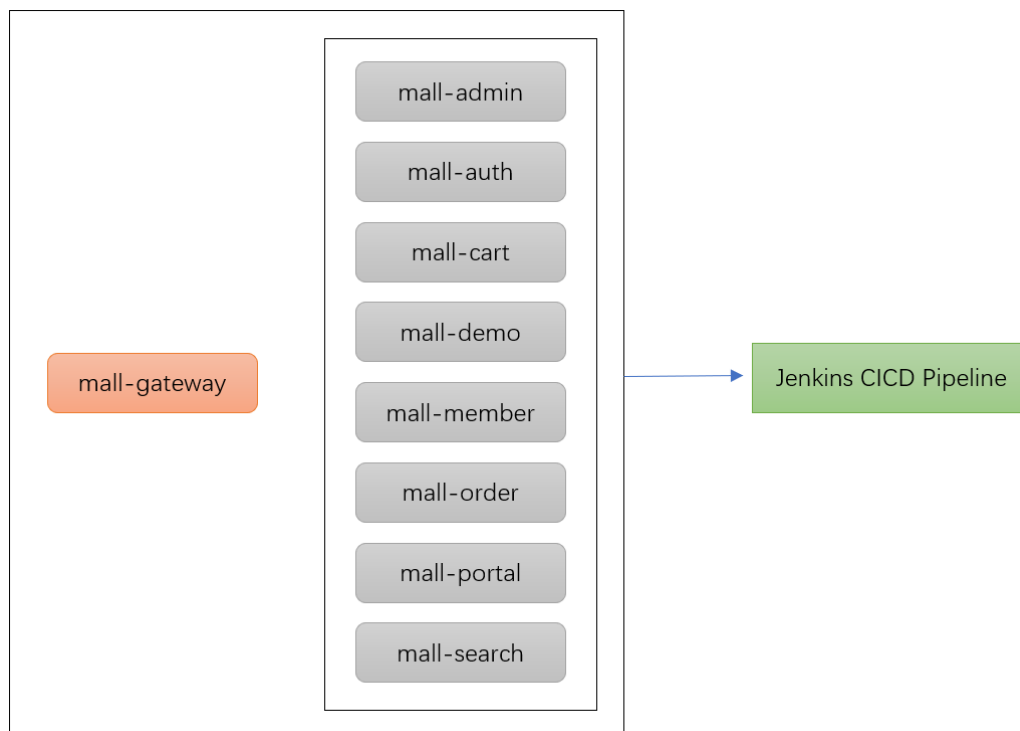 mall-admin
mall-auth
mall-cart
mall-demo
mall-gateway
Jenkins CICD Pipeline
mall-member
mall-order
mall-portal
mall-search